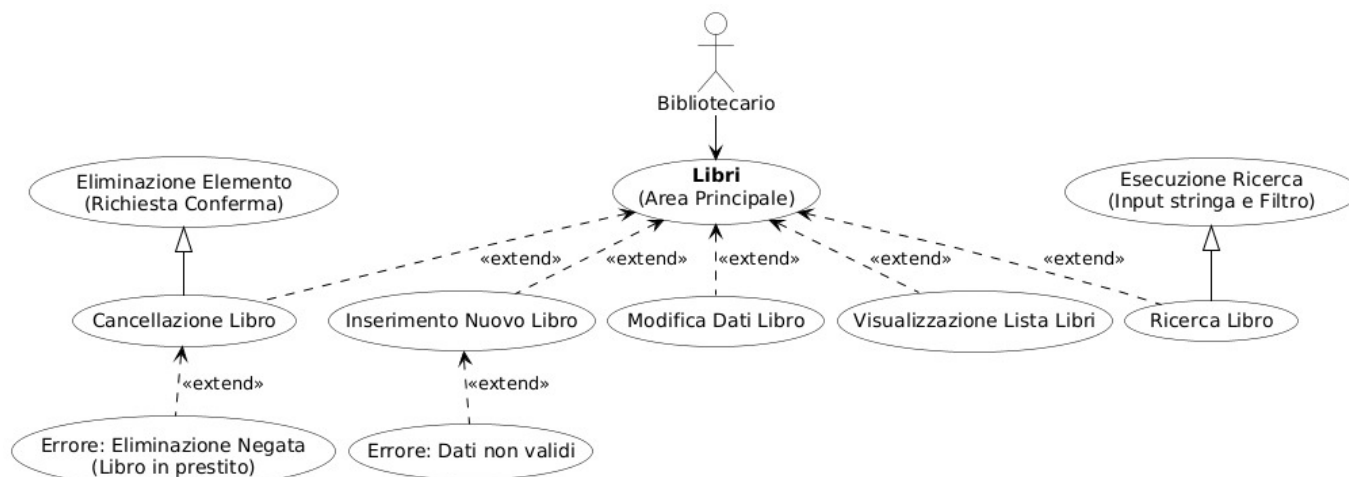 Bibliotecario
Libri
(Area Principale)
Eliminazione Elemento
(Richiesta Conferma)
Esecuzione Ricerca
(Input stringa e Filtro)
«extend»
«extend»
«extend»
«extend»
«extend»
Cancellazione Libro
Inserimento Nuovo Libro
Modifica Dati Libro
Visualizzazione Lista Libri
Ricerca Libro
«extend»
«extend»
Errore: Eliminazione Negata
(Libro in prestito)
Errore: Dati non validi